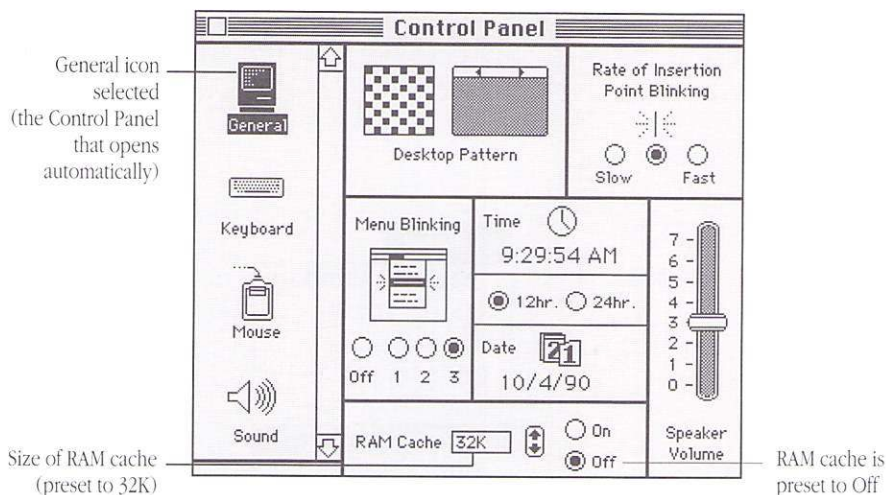 Control Panel
General icon
selected
(the Control Panel
that opens
automatically)
General
Keyboard
Mouse
Sound
Desktop Pattern
Rate of Insertion
Point Blinking
Slow
Fast
Menu Blinking
Off 1 2 3
Time
9:29:54 AM
12hr. 24hr.
Date
21
10/4/90
7 -
6 -
5 -
4 -
3 -
2 -
1 -
0 -
Speaker
Volume
RAM Cache 32K
On
Off
Size of RAM cache
(preset to 32K)
RAM cache is
preset to Off